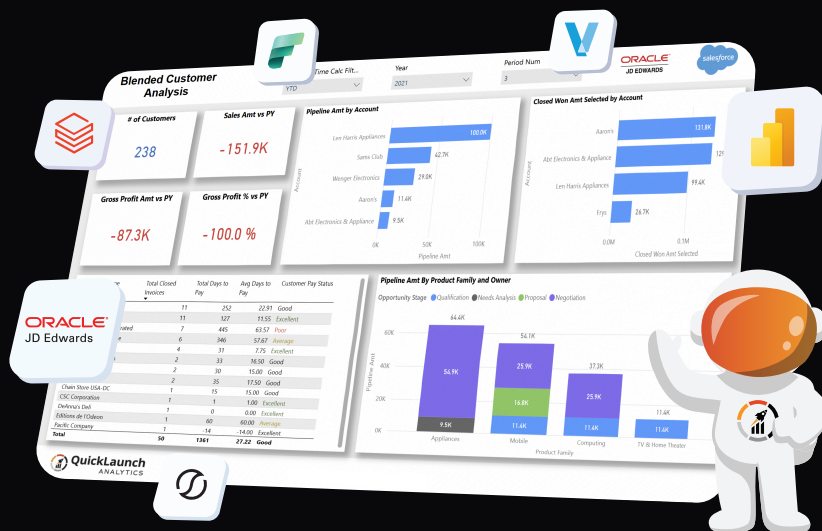 Blended Customer
Analysis
Time Calc Filt...
YTD
Year
2021
Period Num
3
ORACLE
JD EDWARDS
salesforce
# of Customers
238
Sales Amt vs PY
-151.9K
Gross Profit Amt vs PY
-87.3K
Gross Profit % vs PY
-100.0 %
Pipeline Amt by Account
Account
Len Harris Appliances 100.0K
Sams Club 42.7K
Wenger Electronics 29.0K
Aaron's 11.4K
Abt Electronics & Appliance 9.5K
0K 50K 100K
Pipeline Amt
Closed Won Amt Selected by Account
Account
Aaron's 131.8K
Abt Electronics & Appliance
Len Harris Appliances 99.4K
Frys 26.7K
0.0M 0.1M
Closed Won Amt Selected
ORACLE
JD Edwards
Total Closed Total Days to Avg Days to Customer Pay Status
Invoices Pay Pay
11 252 22.91 Good
11 127 11.55 Excellent
7 445 63.57 Poor
6 346 57.67 Average
4 31 7.75 Excellent
2 33 16.50 Good
2 30 15.00 Good
2 35 17.50 Good
Chain Store USA-DC 1 15 15.00 Good
CSC Corporation 1 1 1.00 Excellent
DeAnna's Deli 1 0 0.00 Excellent
Editions de l'Odeon 1 60 60.00 Average
Pacific Company 1 -14 -14.00 Excellent
Total 50 1361 27.22 Good
Pipeline Amt By Product Family and Owner
Opportunity Stage Qualification Needs Analysis Proposal Negotiation
Pipeline Amt
60K
40K
20K
0K
64.4K
54.9K
9.5K
54.1K
25.9K
16.8K
11.4K
37.3K
25.9K
11.4K
11.4K
11.4K
Appliances Mobile Computing TV & Home Theater
Product Family
QuickLaunch
ANALYTICS